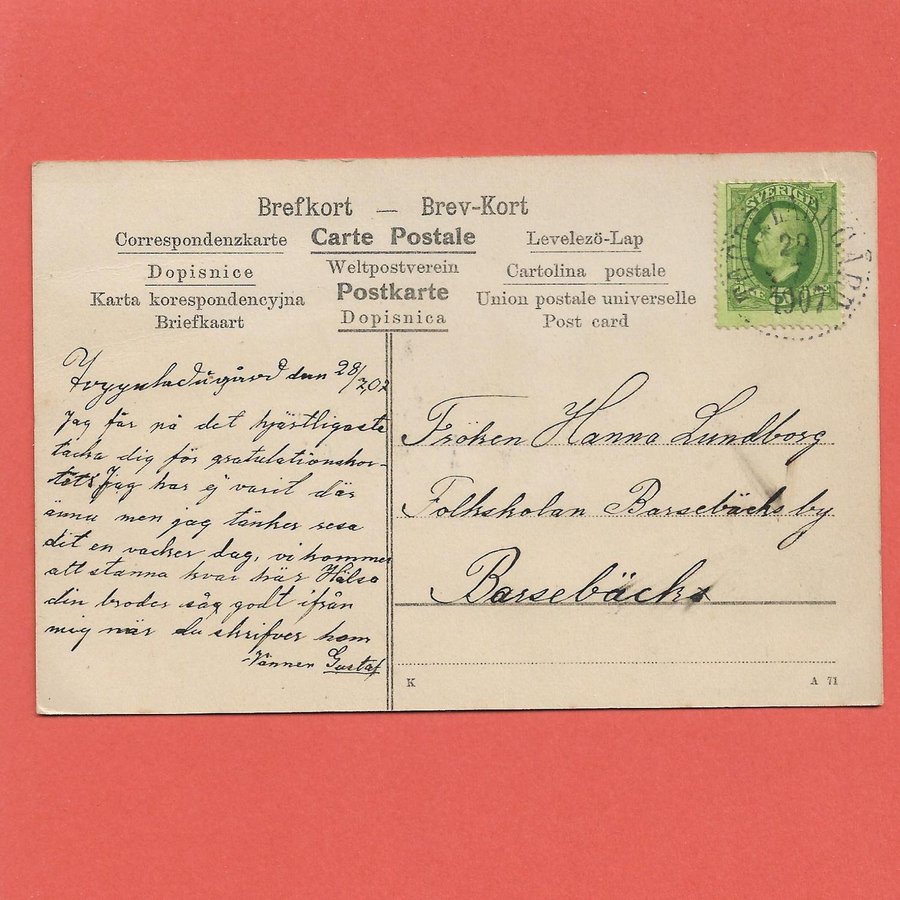 Brefkort — Brev-Kort
Correspondenzkarte Carte Postale Levelezö-Lap
Dopisnice Weltpostverein Cartolina postale
Karta korespondencyjna Postkarte Union postale universelle
Briefkaart Dopisnica Post card
SVERIGE
29
1907
den 28/7,07
Jag får nå det hjärtligaste
tacka dig för gratulationskor-
tet Jag har ej varit där
ännu men jag tänker resa
dit en vacker dag, vi kommer
att stanna kvar här Hälsa
din broder såg godt ifrån
mig när du skrifver hem
Vännen Gustaf
Fröken Hanna Lundborg
Folkskolan Barsebäcks by
Barsebäck
K
A 71